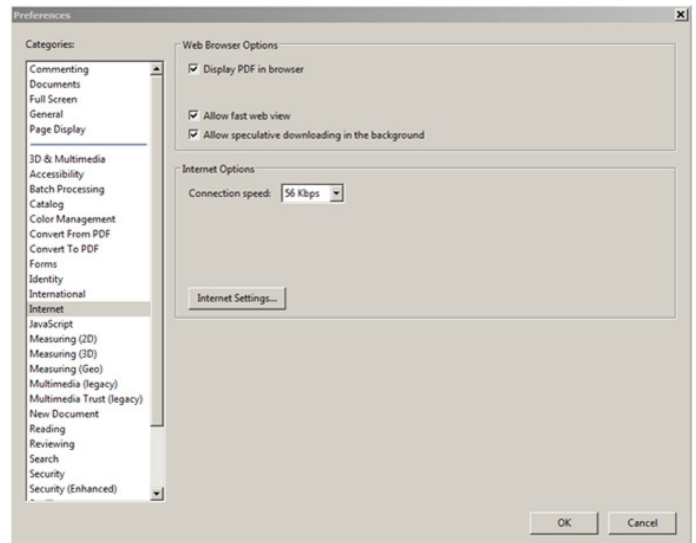 Preferences
Categories:
Commenting
Documents
Full Screen
General
Page Display
3D & Multimedia
Accessibility
Batch Processing
Catalog
Color Management
Convert From PDF
Convert To PDF
Forms
Identity
International
Internet
JavaScript
Measuring (2D)
Measuring (3D)
Measuring (Geo)
Multimedia (legacy)
Multimedia Trust (legacy)
New Document
Reading
Reviewing
Search
Security
Security (Enhanced)
Web Browser Options
Display PDF in browser
Allow fast web view
Allow speculative downloading in the background
Internet Options
Connection speed: 56 Kbps
Internet Settings...
OK Cancel